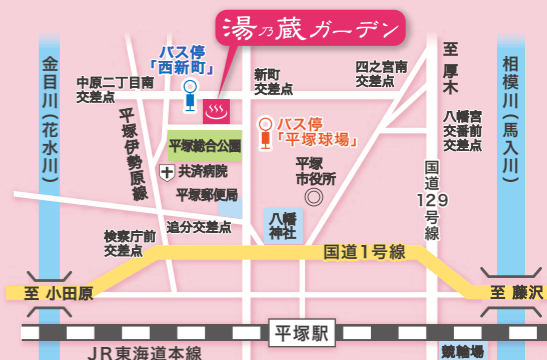 湯乃蔵ガーデン
バス停
「西新町」
金目川（花水川）
中原二丁目南
交差点
新町
交差点
四之宮南
交差点
至 厚木
相模川（馬入川）
平塚伊勢原線
バス停
「平塚球場」
八幡宮
交番前
交差点
平塚総合公園
共済病院
平塚
市役所
平塚郵便局
国道129号線
追分交差点
八幡
神社
検察庁前
交差点
国道1号線
至 小田原
至 藤沢
平塚駅
JR東海道本線
競輪場